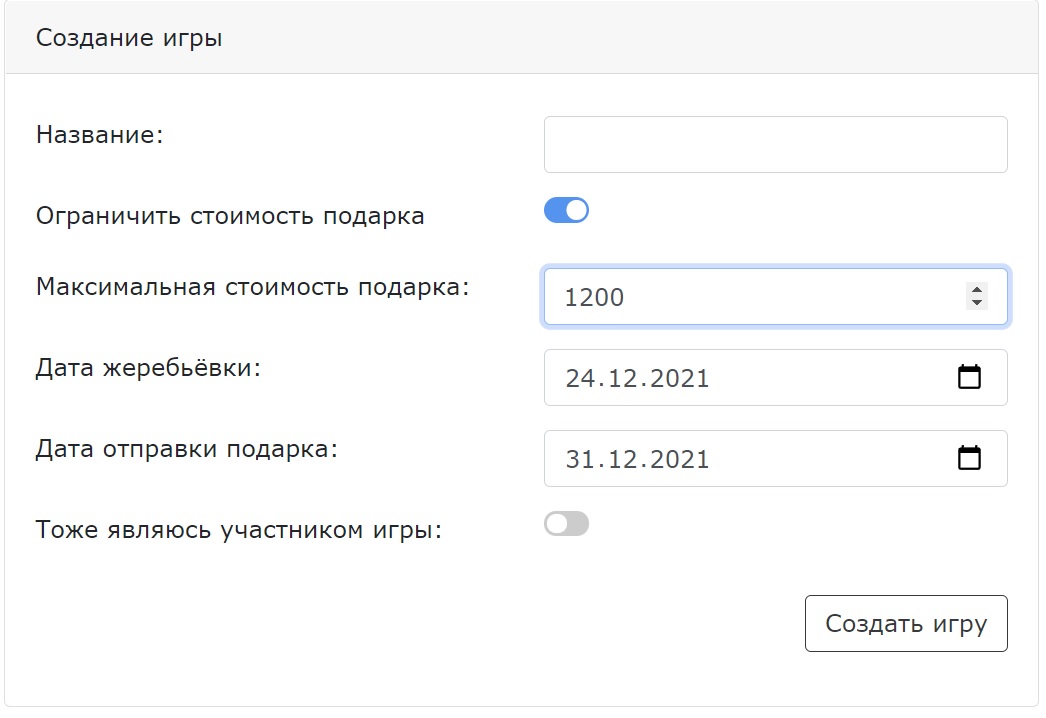 Создание игры
Название:
Ограничить стоимость подарка
Максимальная стоимость подарка: 1200
Дата жеребьёвки: 24.12.2021
Дата отправки подарка: 31.12.2021
Тоже являюсь участником игры:
Создать игру